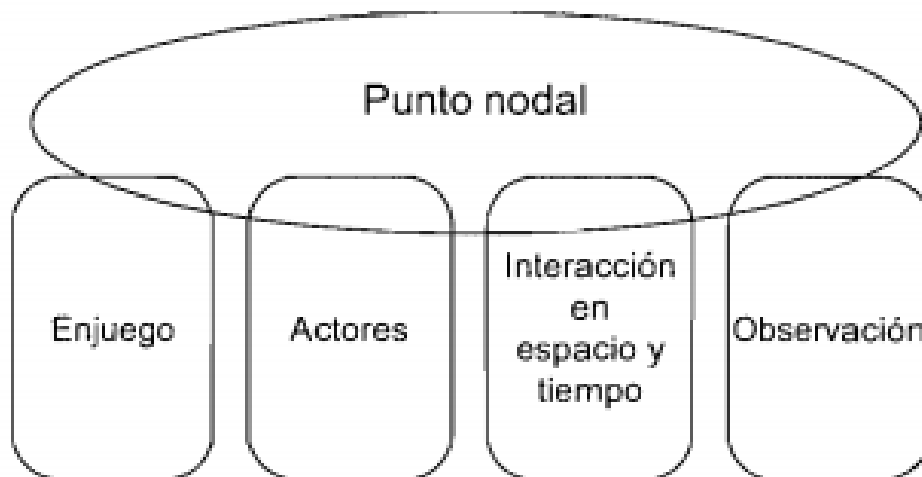 Punto nodal
Enjuego
Actores
Interacción
en
espacio y
tiempo
Observación